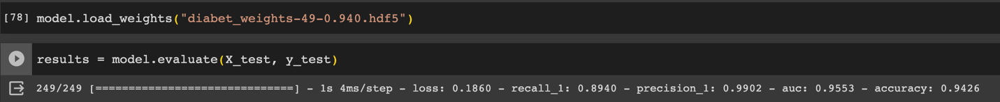 [78] model.load_weights("diabet_weights-49-0.940.hdf5")
results = model.evaluate(X_test, y_test)
249/249 [==============================] - 1s 4ms/step - loss: 0.1860 - recall_1: 0.8940 - precision_1: 0.9902 - auc: 0.9553 - accuracy: 0.9426